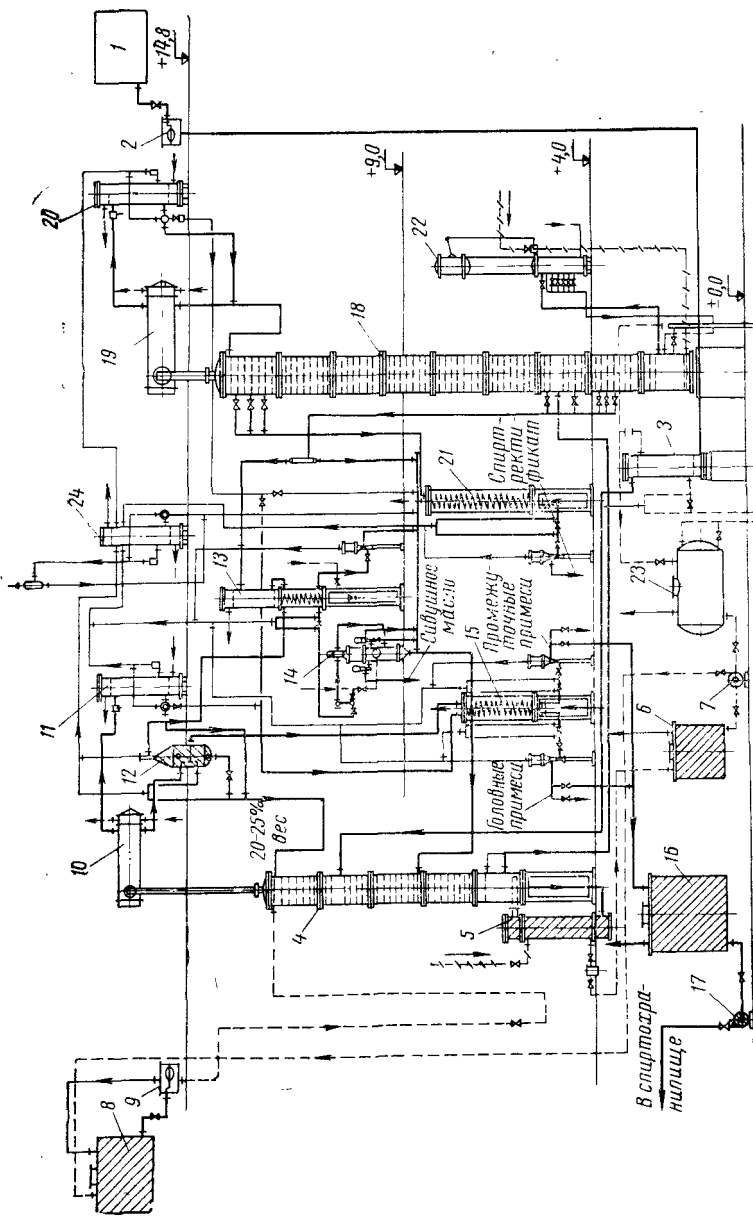 1
+14,8
2
20
+9,0
+4,0
22
±0,0
19
18
3
24
21
Спирт-
ректи
фикат
13
23
14
Сивушное
масло
Промежу-
точные
примеси
15
11
12
7
6
Головные
примеси
10
20-25%
вес
4
5
16
17
В спиртохра-
нилище
9
8